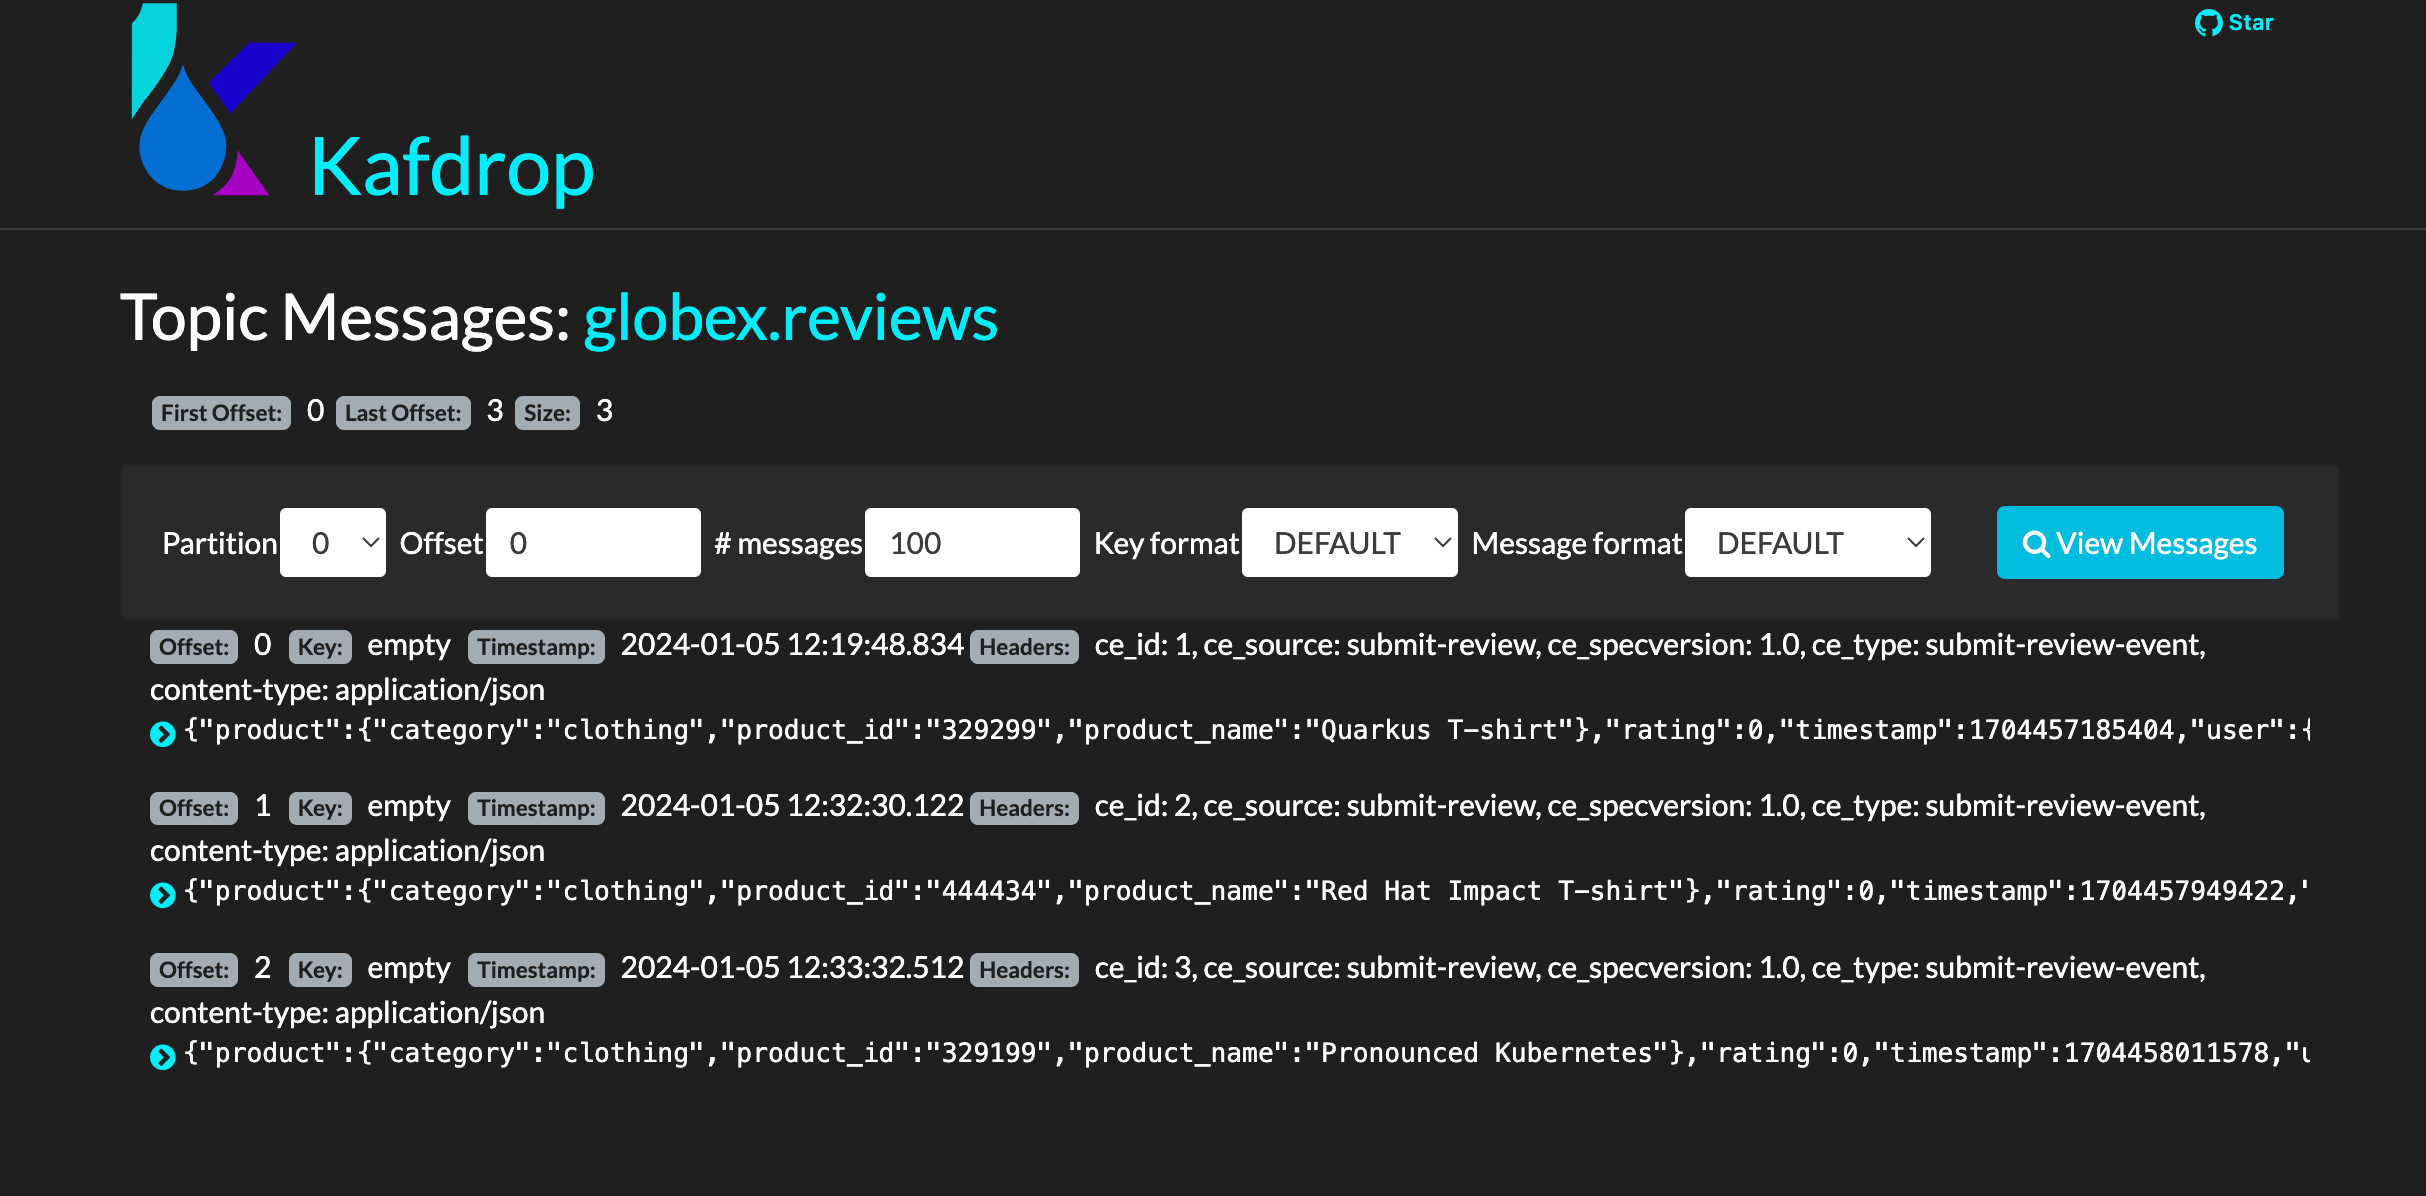 Star
Kafdrop
Topic Messages: globex.reviews
First Offset: 0 Last Offset: 3 Size: 3
Partition 0 Offset 0 # messages 100 Key format DEFAULT Message format DEFAULT View Messages
Offset: 0 Key: empty Timestamp: 2024-01-05 12:19:48.834 Headers: ce_id: 1, ce_source: submit-review, ce_specversion: 1.0, ce_type: submit-review-event,
content-type: application/json
{"product":{"category":"clothing","product_id":"329299","product_name":"Quarkus T-shirt"},"rating":0,"timestamp":1704457185404,"user":{
Offset: 1 Key: empty Timestamp: 2024-01-05 12:32:30.122 Headers: ce_id: 2, ce_source: submit-review, ce_specversion: 1.0, ce_type: submit-review-event,
content-type: application/json
{"product":{"category":"clothing","product_id":"444434","product_name":"Red Hat Impact T-shirt"},"rating":0,"timestamp":1704457949422,"
Offset: 2 Key: empty Timestamp: 2024-01-05 12:33:32.512 Headers: ce_id: 3, ce_source: submit-review, ce_specversion: 1.0, ce_type: submit-review-event,
content-type: application/json
{"product":{"category":"clothing","product_id":"329199","product_name":"Pronounced Kubernetes"},"rating":0,"timestamp":1704458011578,"u